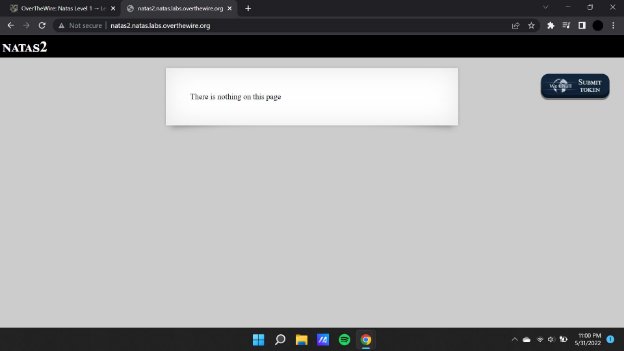 OverTheWire: Natas Level 1 → Le
natas2.natas.labs.overthewire.org
Not secure
natas2.natas.labs.overthewire.org
NATAS2
There is nothing on this page
SUBMIT
TOKEN
11:00 PM
5/31/2022